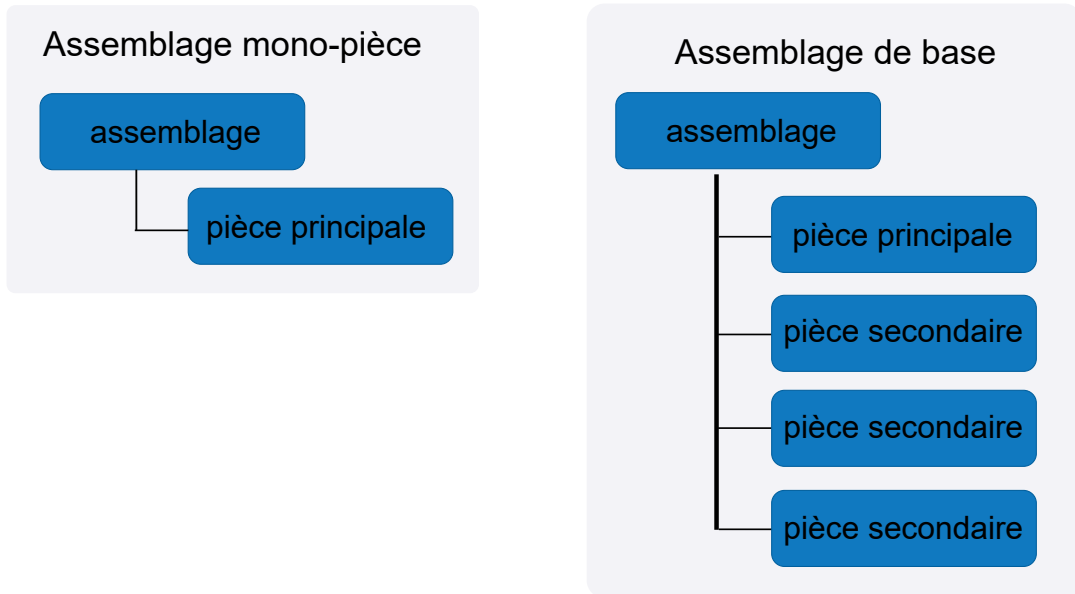 Assemblage mono-pièce
assemblage
pièce principale
Assemblage de base
assemblage
pièce principale
pièce secondaire
pièce secondaire
pièce secondaire